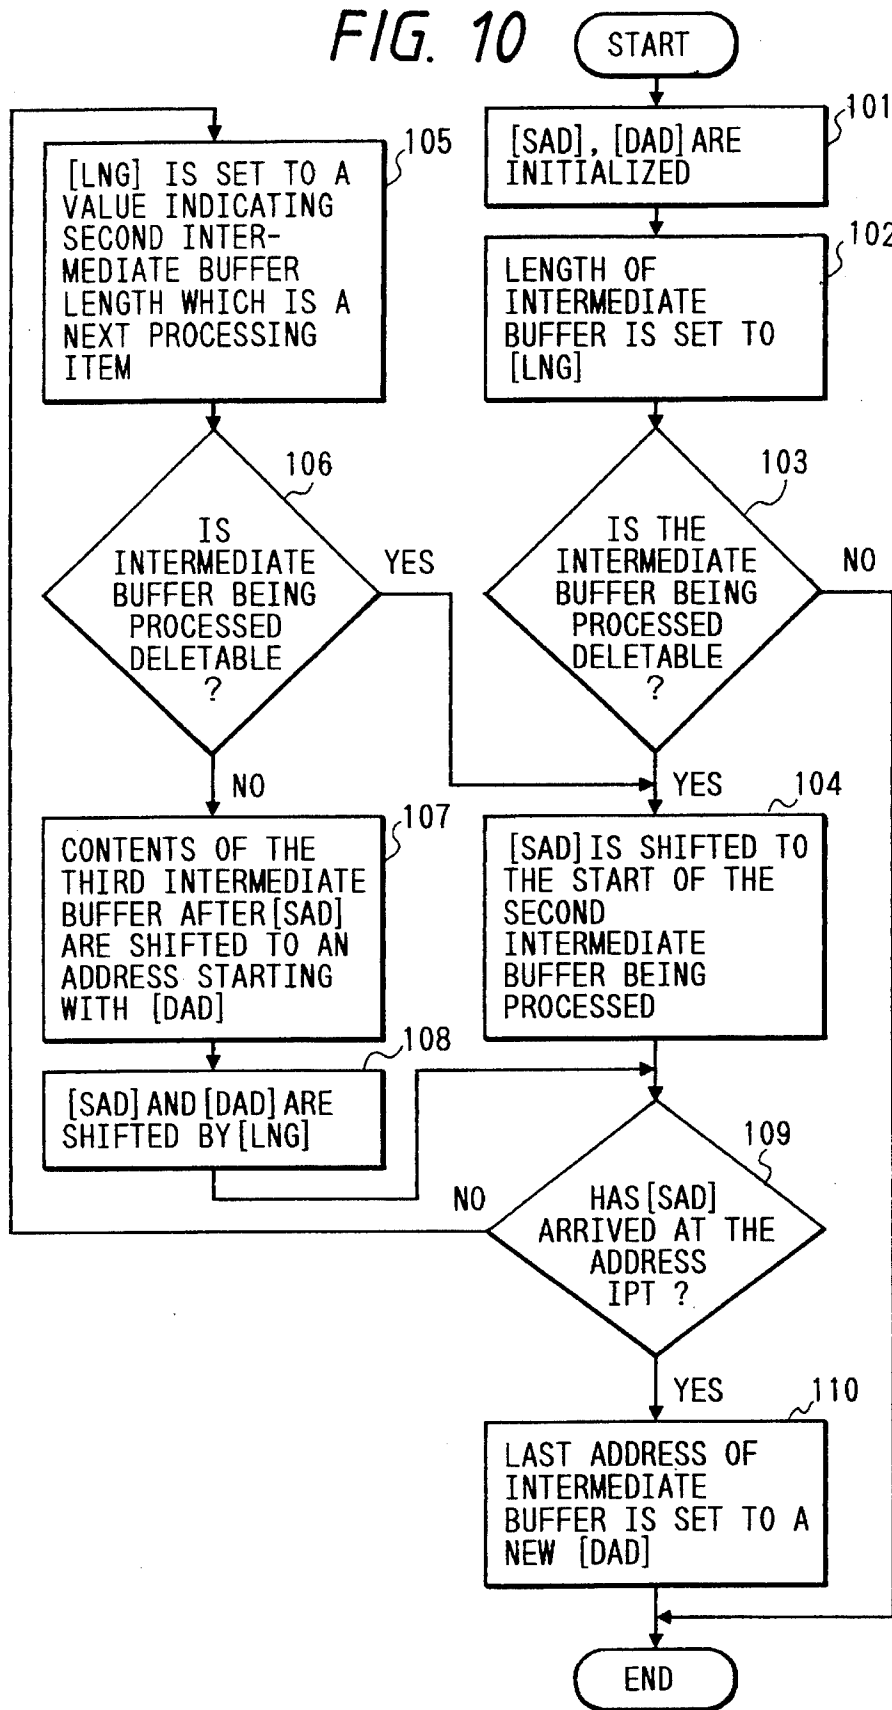 FIG. 10
START
101
[SAD], [DAD] ARE
INITIALIZED
102
LENGTH OF
INTERMEDIATE
BUFFER IS SET TO
[LNG]
103
IS THE
INTERMEDIATE
BUFFER BEING
PROCESSED
DELETABLE
?
NO
YES
104
[SAD] IS SHIFTED TO
THE START OF THE
SECOND
INTERMEDIATE
BUFFER BEING
PROCESSED
105
[LNG] IS SET TO A
VALUE INDICATING
SECOND INTER-
MEDIATE BUFFER
LENGTH WHICH IS A
NEXT PROCESSING
ITEM
106
IS
INTERMEDIATE
BUFFER BEING
PROCESSED
DELETABLE
?
YES
NO
107
CONTENTS OF THE
THIRD INTERMEDIATE
BUFFER AFTER [SAD]
ARE SHIFTED TO AN
ADDRESS STARTING
WITH [DAD]
108
[SAD] AND [DAD] ARE
SHIFTED BY [LNG]
109
HAS [SAD]
ARRIVED AT THE
ADDRESS
IPT ?
NO
YES
110
LAST ADDRESS OF
INTERMEDIATE
BUFFER IS SET TO A
NEW [DAD]
END